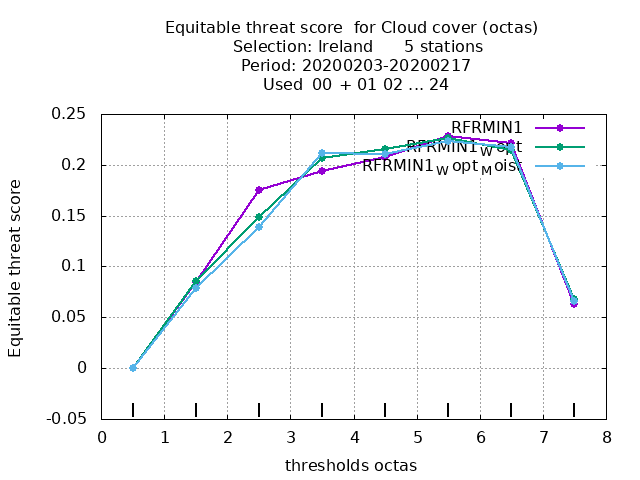 Equitable threat score for Cloud cover (octas)
Selection: Ireland 5 stations
Period: 20200203-20200217
Used 00 + 01 02 ... 24
0.25
0.2
0.15
0.1
0.05
0
-0.05
Equitable threat score
RFRMIN1
RFRMIN1_Wopt
RFRMIN1_Wopt_Moist
0 1 2 3 4 5 6 7 8
thresholds octas